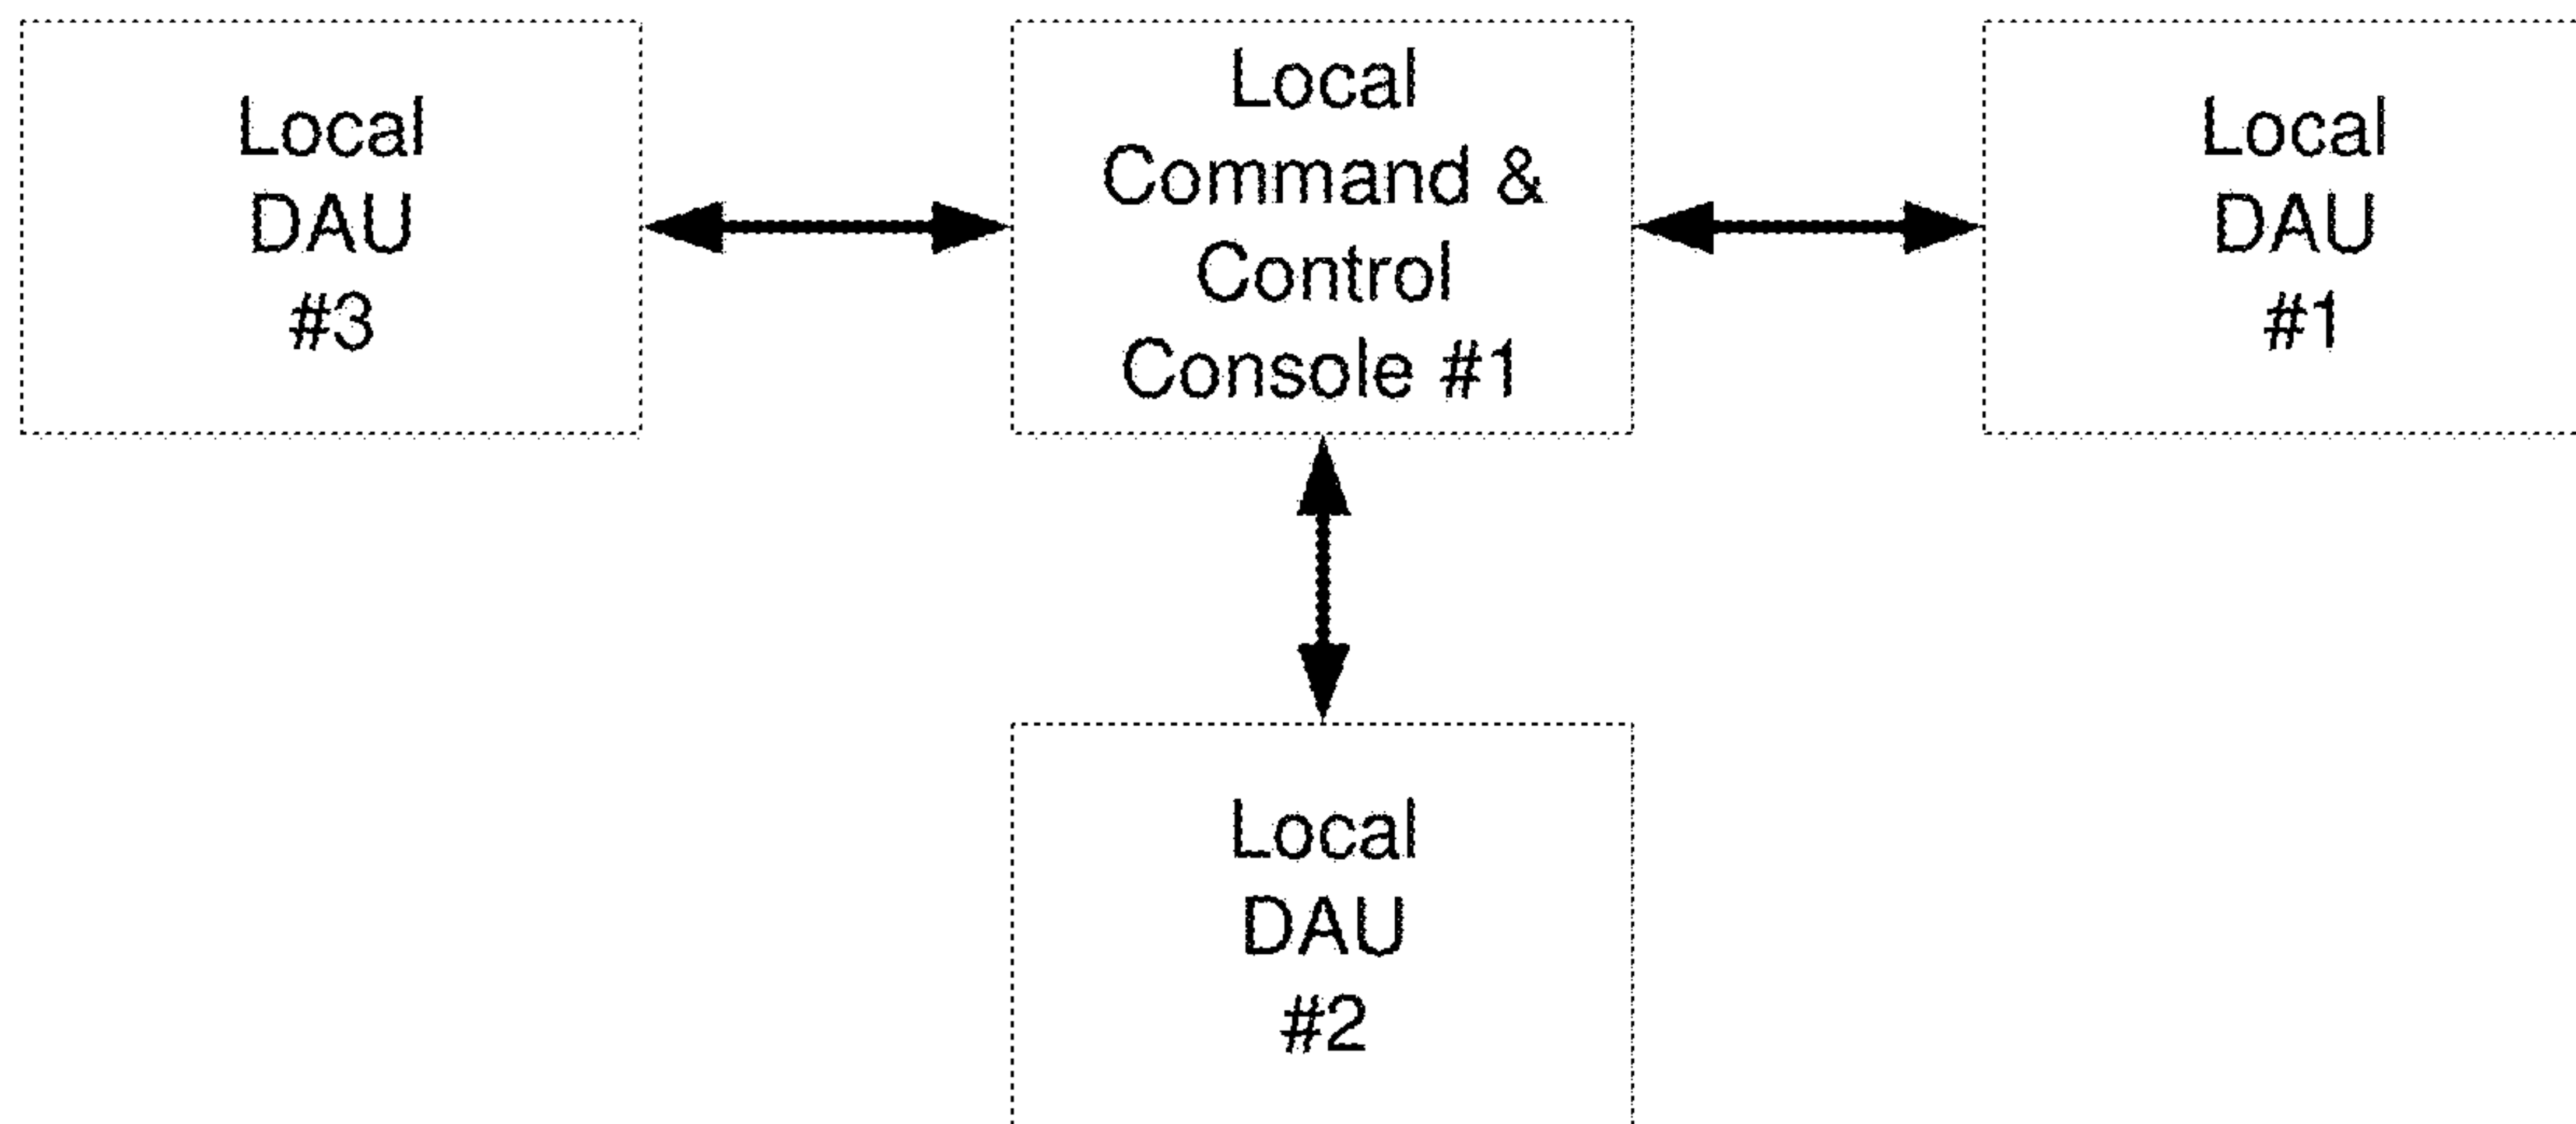 Local
DAU
#3
Local
Command &
Control
Console #1
Local
DAU
#1
Local
DAU
#2